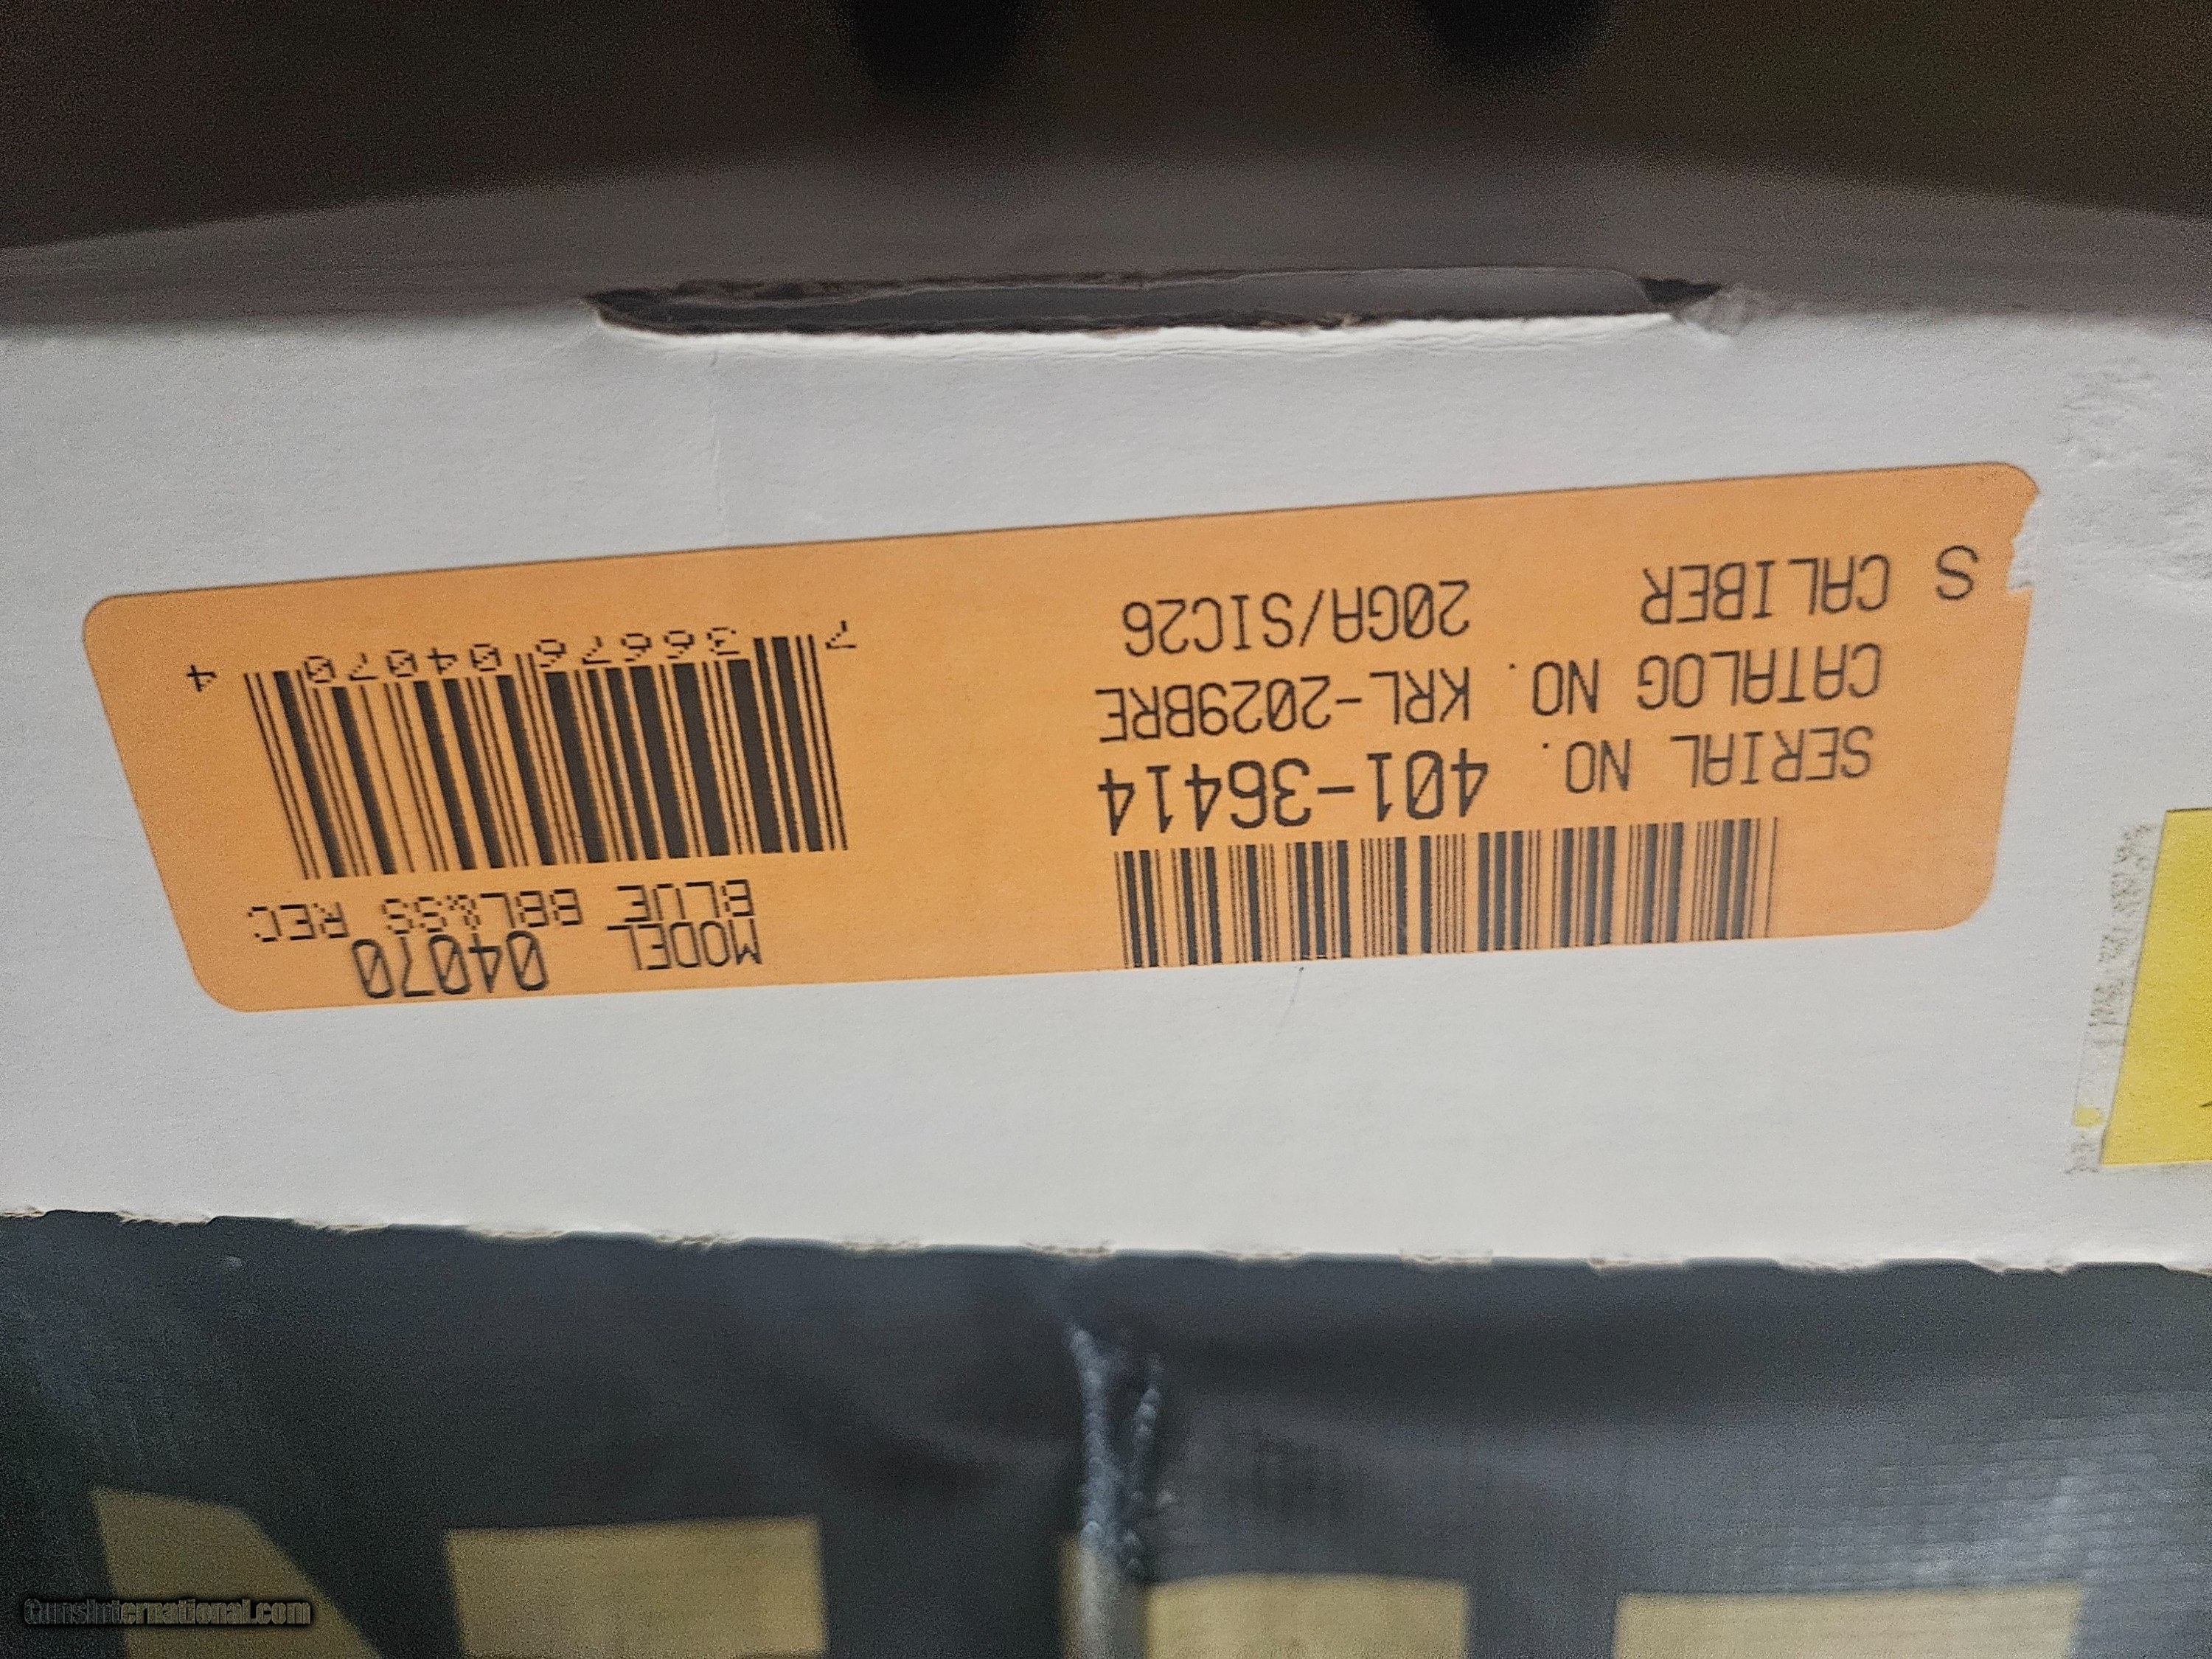 S CALIBER 20GA/SIC26
CATALOG NO. KRL-2029BRE
SERIAL NO. 401-36414
7 36676 04070 4
MODEL 04070
BLUE BBL&SS REC
GunsInternational.com